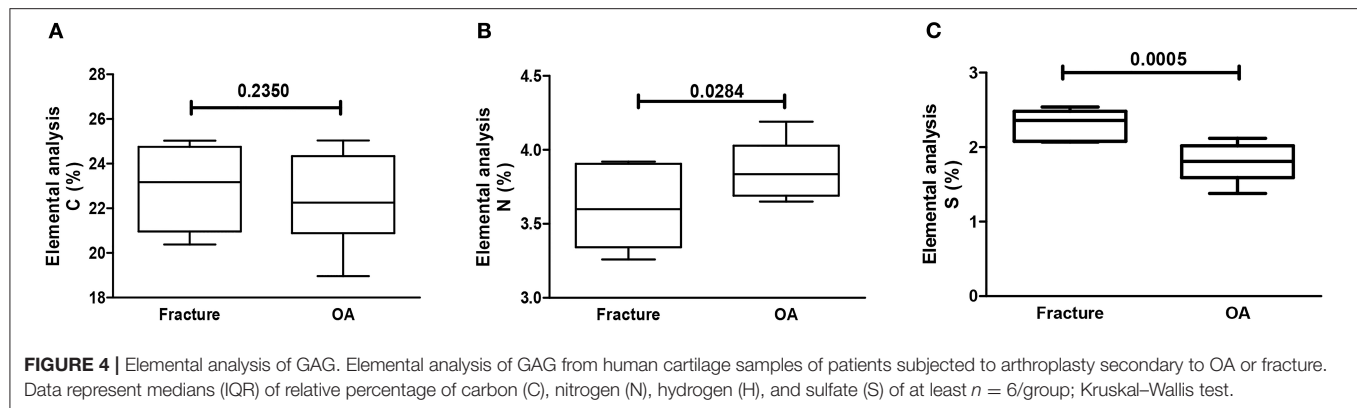 A
Elemental analysis
C (%)
28
26
24
22
20
18
0.2350
Fracture
OA
B
Elemental analysis
N (%)
4.5
4.0
3.5
3.0
0.0284
Fracture
OA
C
Elemental analysis
S (%)
3
2
1
0
0.0005
Fracture
OA
FIGURE 4 | Elemental analysis of GAG. Elemental analysis of GAG from human cartilage samples of patients subjected to arthroplasty secondary to OA or fracture.
Data represent medians (IQR) of relative percentage of carbon (C), nitrogen (N), hydrogen (H), and sulfate (S) of at least n = 6/group; Kruskal–Wallis test.